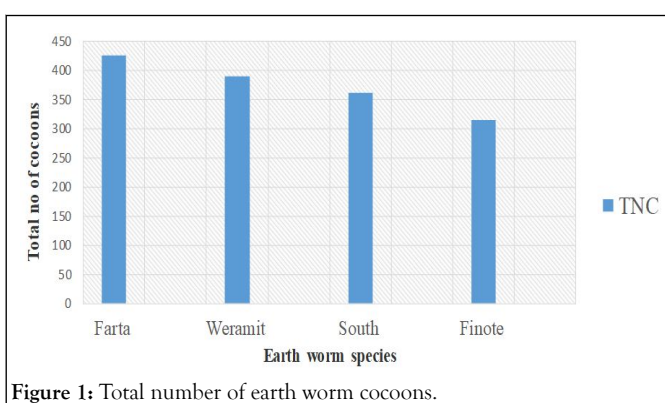 450
400
350
300
250
200
150
100
50
0
Total no of cocoons
Farta Weramit South Finote
Earth worm species
TNC
Figure 1: Total number of earth worm cocoons.